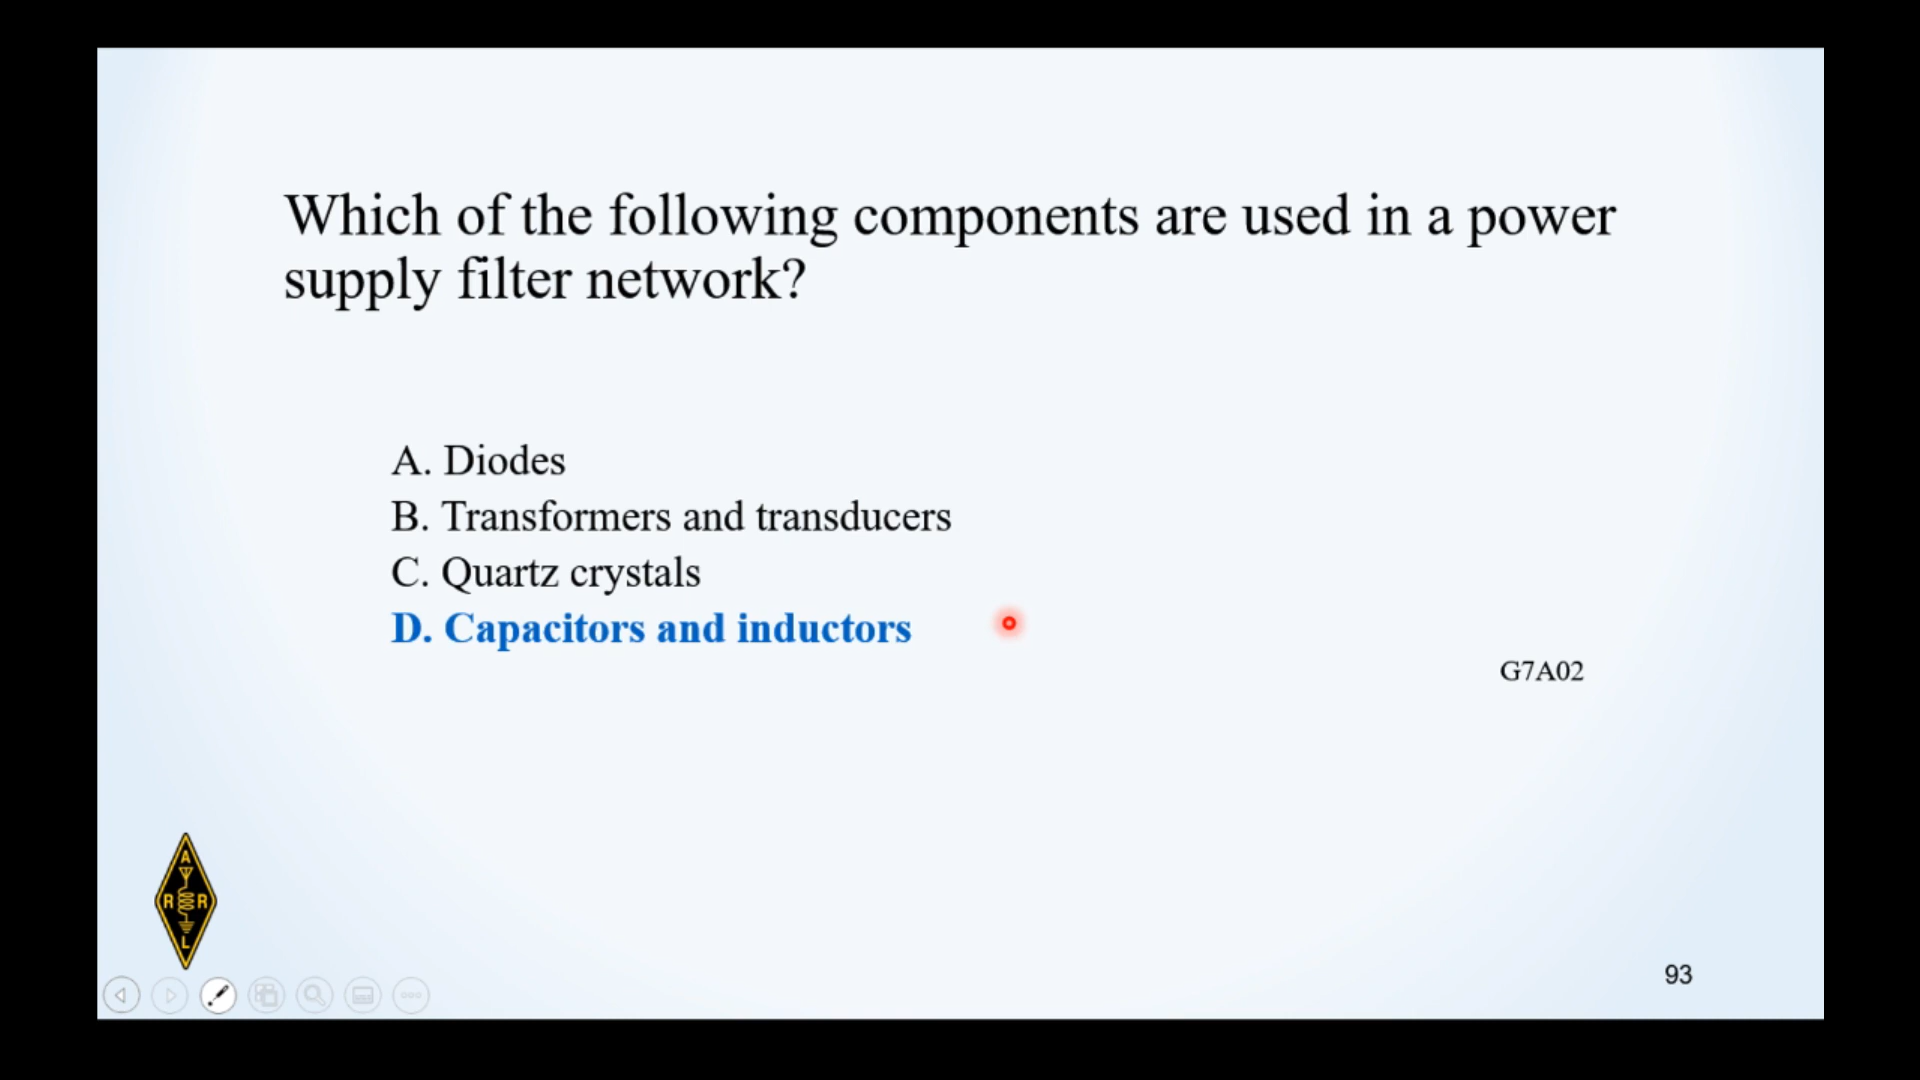 Which of the following components are used in a power
supply filter network?
A. Diodes
B. Transformers and transducers
C. Quartz crystals
D. Capacitors and inductors
G7A02
A
R R
L
93